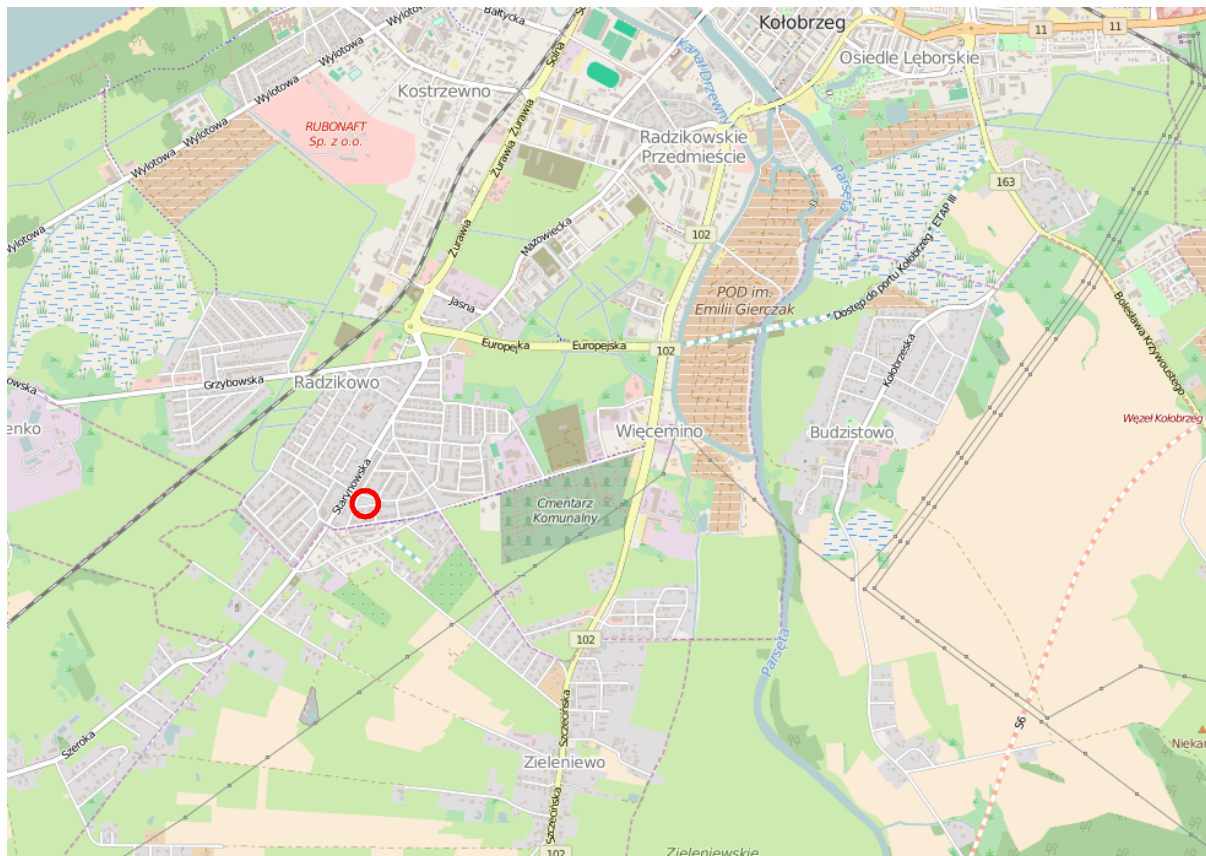 Bałtycka
Kołobrzeg
11
11
Wylotowa
Wylotowa
Solna
Kanał Drzewny
Osiedle Lęborskie
Kostrzewno
Wylotowa
Żurawia
RUBONAFT
Sp. z o.o.
Radzikowskie
Przedmieście
Wylotowa
Żurawia
Parsęta
163
Wylotowa
Wylotowa
Żurawia
Mazowiecka
102
"Dostęp do portu Kołobrzeg" ETAP III
POD im.
Emilii Gierczak
Jasna
Bolesława Krzywoustego
Europejka
Europejska
102
Kołobrzeska
Grzybowska
Radzikowo
owska
enko
Więcemino
Budzistowo
Węzeł Kołobrzeg
Starynowska
Cmentarz
Komunalny
102
Parsęta
Szczecińska
S6
Szeroka
Zieleniewo
Niekar
Szczecińska
102
Zieleniewskie